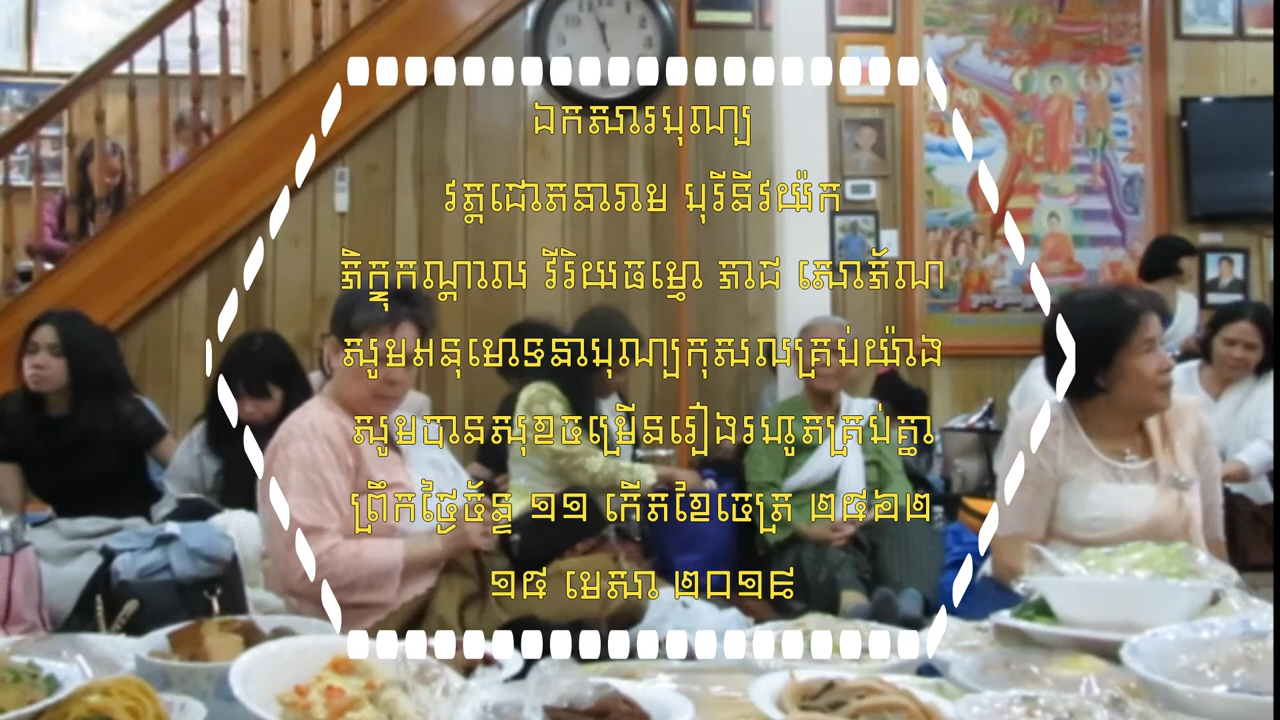 ឯកសារបុណ្យ
វត្តជោតនារាម បុរីនីវយ៉ក
ភិក្ខុកណ្តាល វីរិយធម្មោ ភាជ សោភ័ណ
សូមអនុមោទនាបុណ្យកុសលគ្រប់យ៉ាង
សូមបានសុខចម្រើនរឿងរហូតគ្រប់គ្នា
ព្រឹកថ្ងៃច័ន្ទ ១១ កើតខែចេត្រ ២៥៦២
១៥ មេសា ២០១៩